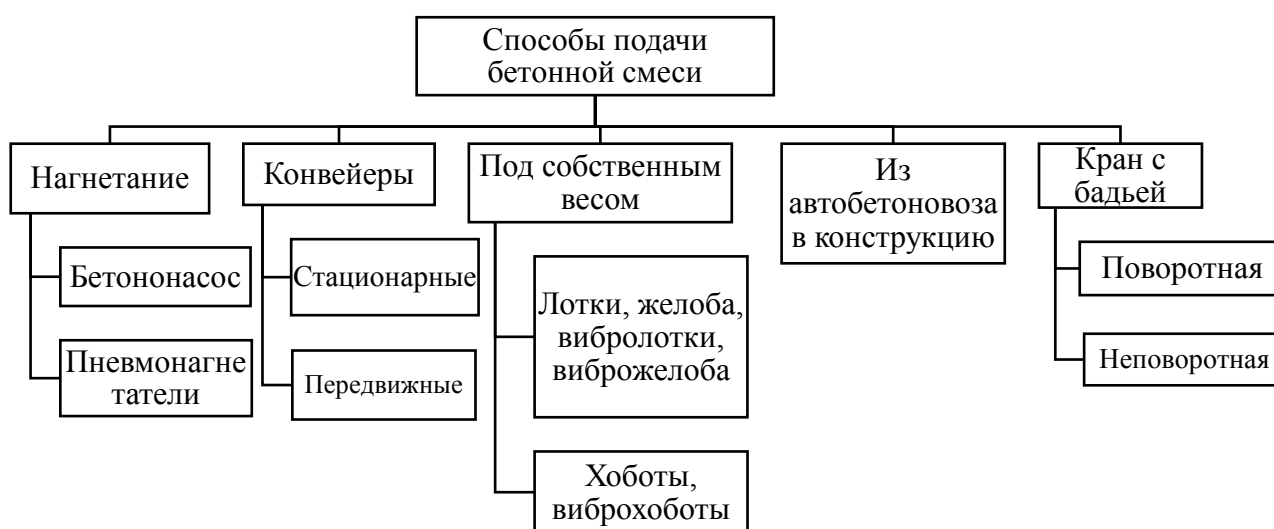 Способы подачи
бетонной смеси
Нагнетание
Бетононасос
Пневмонагне
татели
Конвейеры
Стационарные
Передвижные
Под собственным
весом
Лотки, желоба,
вибролотки,
виброжелоба
Хоботы,
виброхоботы
Из
автобетоновоза
в конструкцию
Кран с
бадьей
Поворотная
Неповоротная